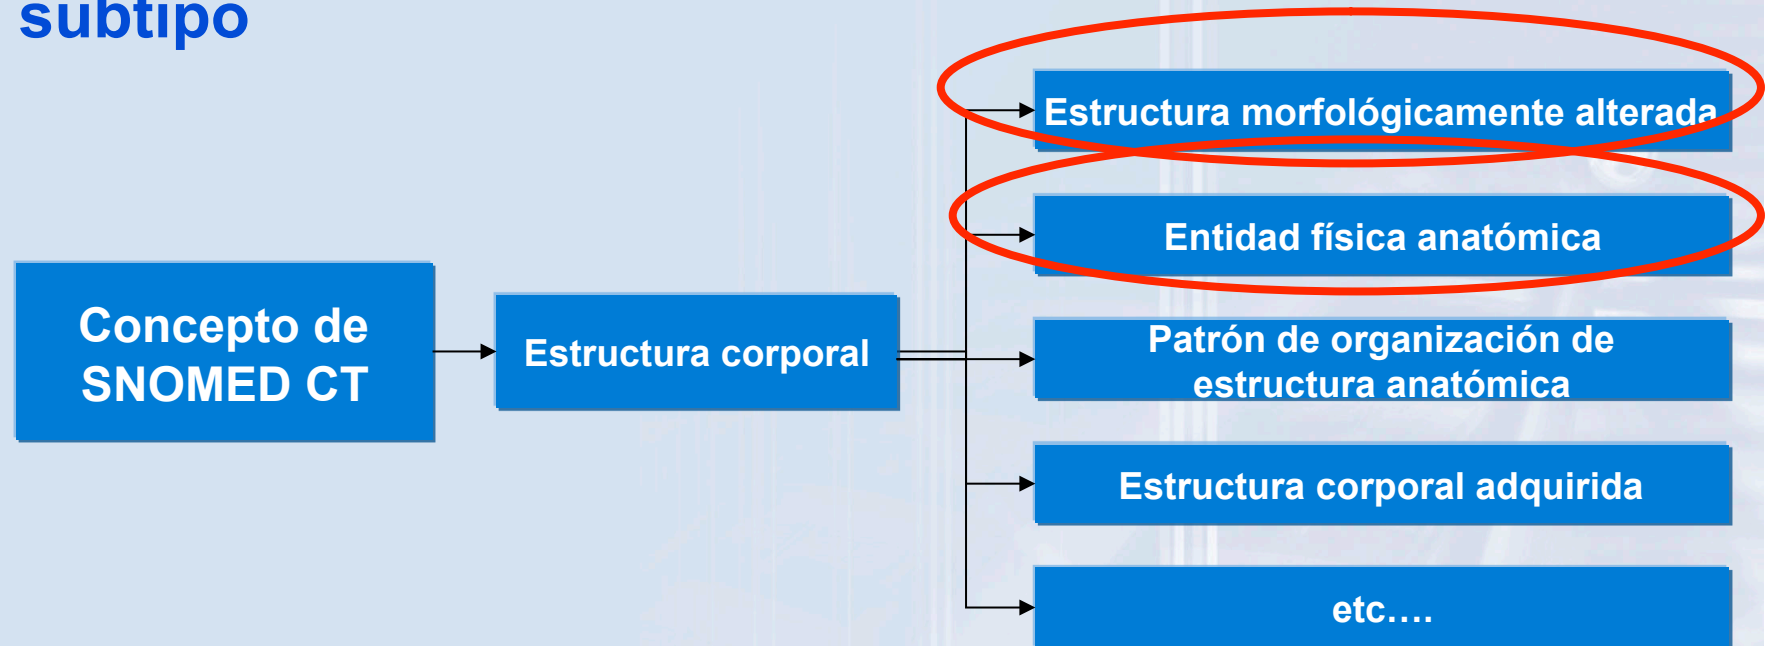 subtipo
Estructura morfológicamente alterada
Entidad física anatómica
Concepto de
SNOMED CT
Estructura corporal
Patrón de organización de
estructura anatómica
Estructura corporal adquirida
etc….